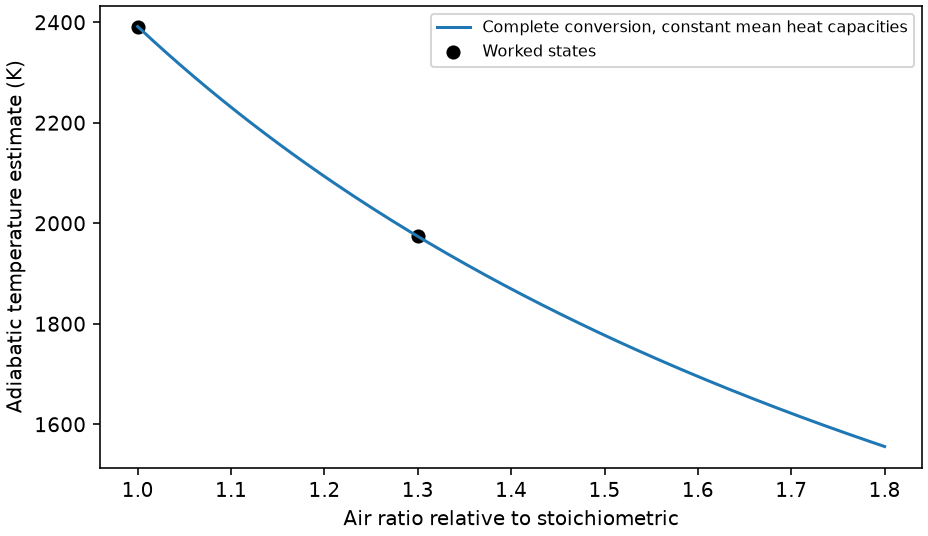 Complete conversion, constant mean heat capacities
Worked states
Adiabatic temperature estimate (K)
2400
2200
2000
1800
1600
1.0 1.1 1.2 1.3 1.4 1.5 1.6 1.7 1.8
Air ratio relative to stoichiometric